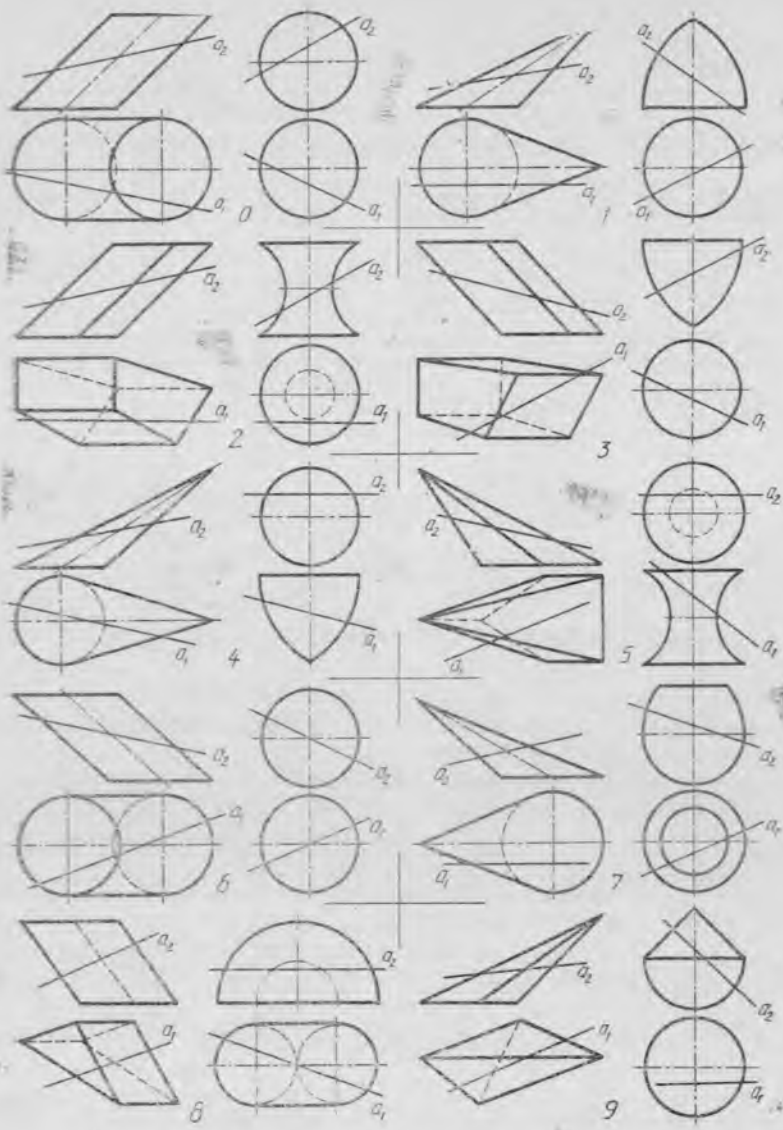 a₂ a₂ a₂ a₂
a₁ 0 a₁ a₁ 1 a₁
a₂ a₂ a₂ a₂
a₁ 2 a₁ a₁ 3 a₁
a₂ a₂ a₂ a₂
a₁ 4 a₁ a₁ 5 a₁
a₂ a₂ a₂ a₂
a₁ 6 a₁ a₁ 7 a₁
a₂ a₂ a₂ a₂
a₁ 8 a₁ a₁ 9 a₁